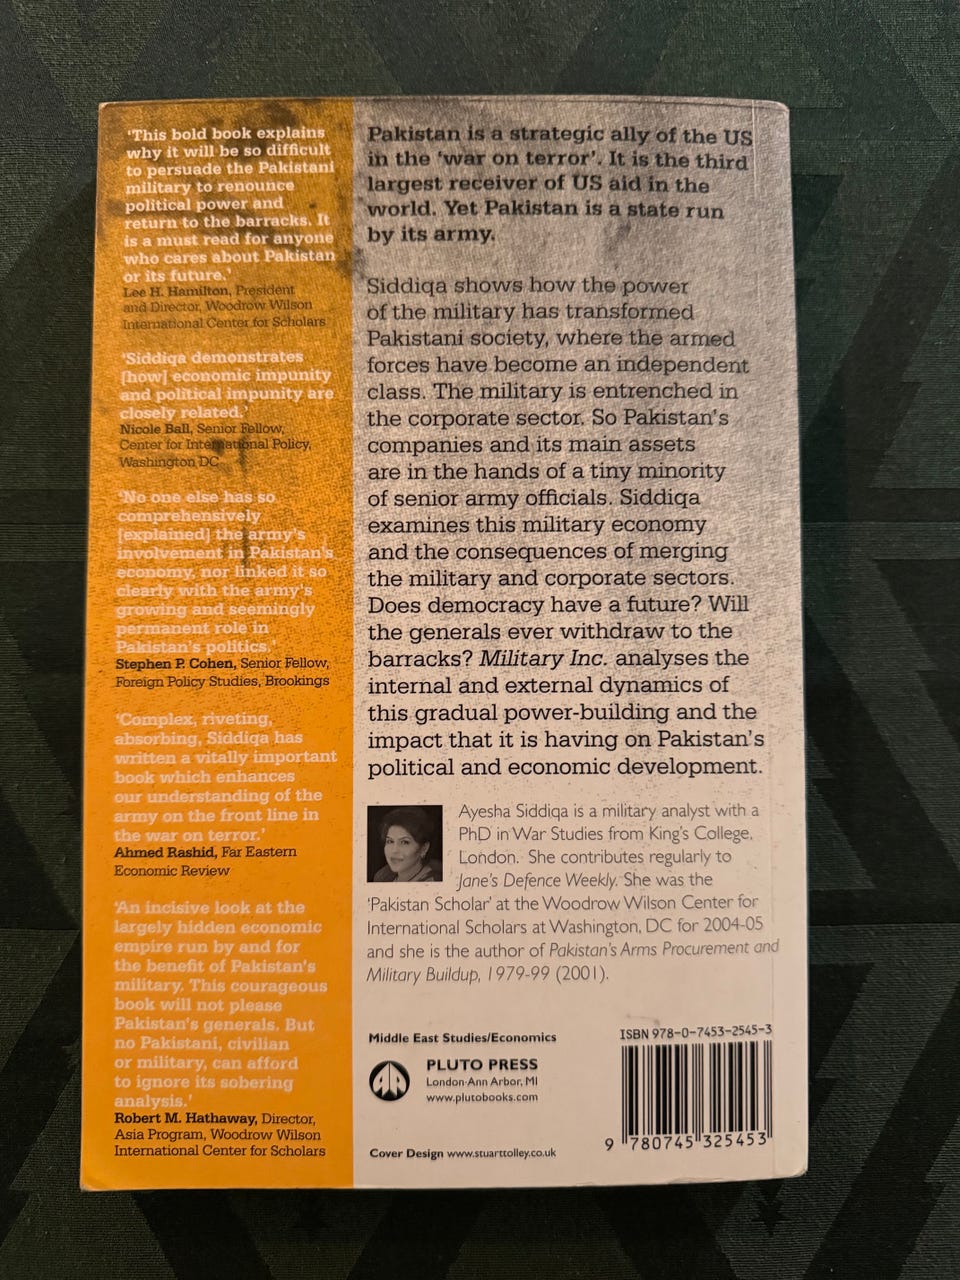 'This bold book explains
why it will be so difficult
to persuade the Pakistani
military to renounce
political power and
return to the barracks. It
is a must read for anyone
who cares about Pakistan
or its future.'
Lee H. Hamilton, President
and Director, Woodrow Wilson
International Center for Scholars
'Siddiqa demonstrates
[how] economic impunity
and political impunity are
closely related.'
Nicole Ball, Senior Fellow,
Center for International Policy,
Washington DC
'No one else has so
comprehensively
[explained] the army's
involvement in Pakistan's
economy, nor linked it so
clearly with the army's
growing and seemingly
permanent role in
Pakistan's politics.'
Stephen P. Cohen, Senior Fellow,
Foreign Policy Studies, Brookings
'Complex, riveting,
absorbing, Siddiqa has
written a vitally important
book which enhances
our understanding of the
army on the front line in
the war on terror.'
Ahmed Rashid, Far Eastern
Economic Review
'An incisive look at the
largely hidden economic
empire run by and for
the benefit of Pakistan's
military. This courageous
book will not please
Pakistan's generals. But
no Pakistani, civilian
or military, can afford
to ignore its sobering
analysis.'
Robert M. Hathaway, Director,
Asia Program, Woodrow Wilson
International Center for Scholars
Pakistan is a strategic ally of the US
in the 'war on terror'. It is the third
largest receiver of US aid in the
world. Yet Pakistan is a state run
by its army.
Siddiqa shows how the power
of the military has transformed
Pakistani society, where the armed
forces have become an independent
class. The military is entrenched in
the corporate sector. So Pakistan's
companies and its main assets
are in the hands of a tiny minority
of senior army officials. Siddiqa
examines this military economy
and the consequences of merging
the military and corporate sectors.
Does democracy have a future? Will
the generals ever withdraw to the
barracks? Military Inc. analyses the
internal and external dynamics of
this gradual power-building and the
impact that it is having on Pakistan's
political and economic development.
Ayesha Siddiqa is a military analyst with a
PhD in War Studies from King's College,
London. She contributes regularly to
Jane's Defence Weekly. She was the
'Pakistan Scholar' at the Woodrow Wilson Center for
International Scholars at Washington, DC for 2004-05
and she is the author of Pakistan's Arms Procurement and
Military Buildup, 1979-99 (2001).
Middle East Studies/Economics
PLUTO PRESS
London·Ann Arbor, MI
www.plutobooks.com
Cover Design www.stuarttolley.co.uk
ISBN 978-0-7453-2545-3
9 780745 325453